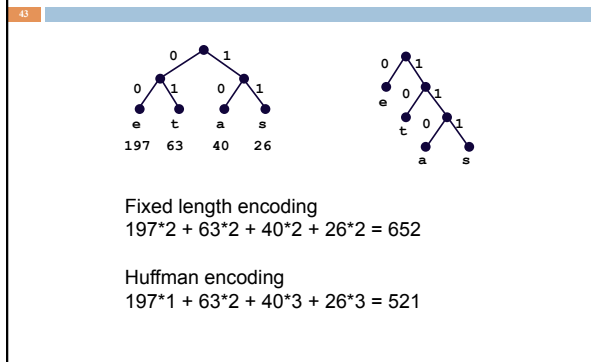 43
0 1 0 1
0 1 0 1 0 1
e t a s e t 0 1
197 63 40 26 a s
Fixed length encoding
197*2 + 63*2 + 40*2 + 26*2 = 652
Huffman encoding
197*1 + 63*2 + 40*3 + 26*3 = 521